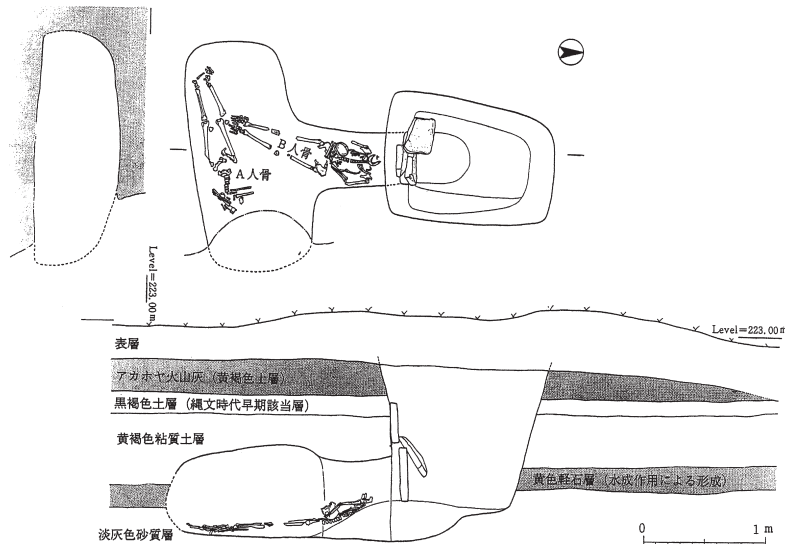 B人骨
A人骨
Level=223.00m
Level=223.00m
表層
アカホヤ火山灰（黄褐色土層）
黒褐色土層（縄文時代早期該当層）
黄褐色粘質土層
黄色軽石層（水成作用による形成）
淡灰色砂質層
0 1m